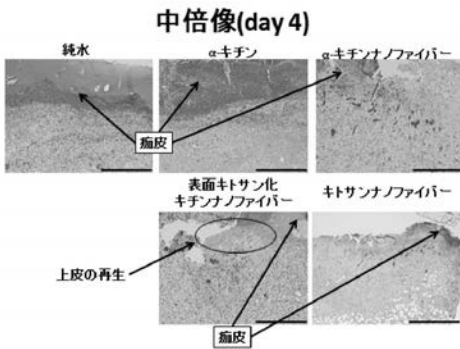 中倍像(day 4)
純水
α-キチン
α-キチンナノファイバー
痂皮
表面キトサン化
キチンナノファイバー
キトサンナノファイバー
上皮の再生
痂皮